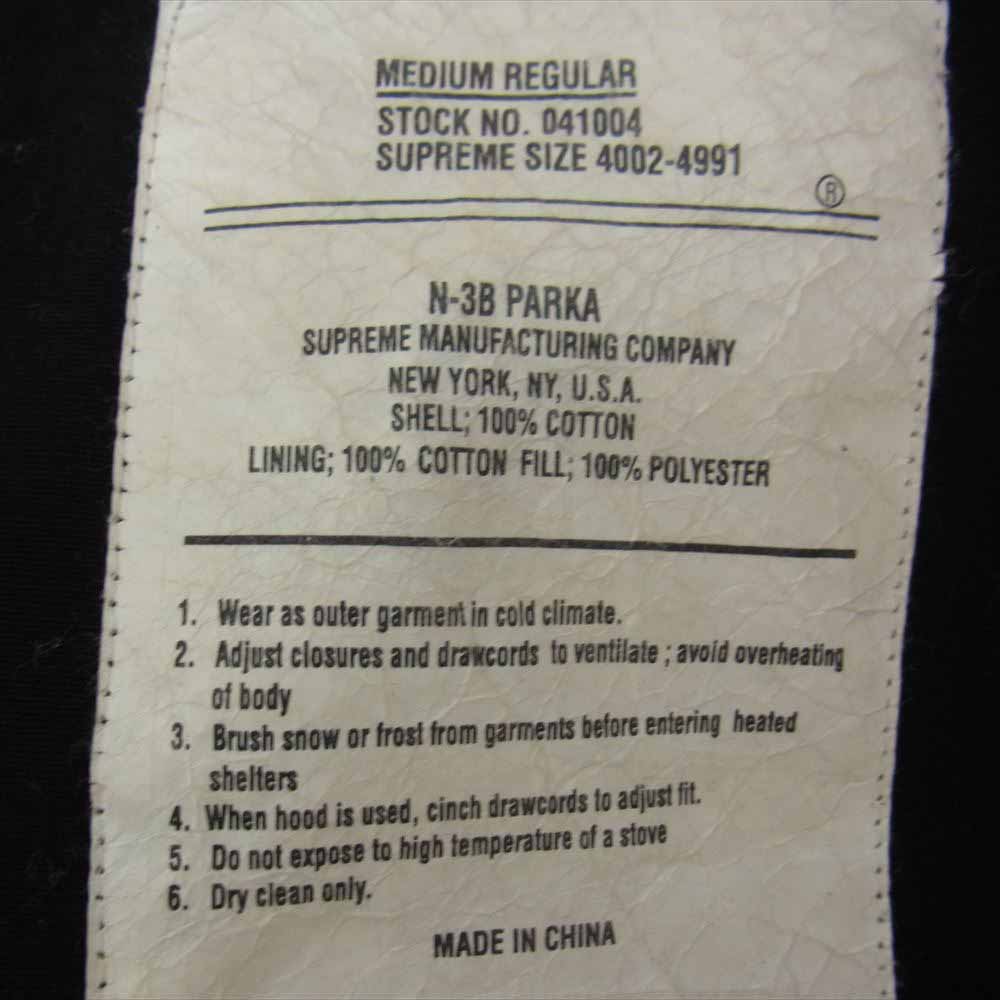 MEDIUM REGULAR
STOCK NO. 041004
SUPREME SIZE 4002-4991
®
N-3B PARKA
SUPREME MANUFACTURING COMPANY
NEW YORK, NY, U.S.A.
SHELL; 100% COTTON
LINING; 100% COTTON FILL; 100% POLYESTER
1. Wear as outer garment in cold climate.
2. Adjust closures and drawcords to ventilate ; avoid overheating
of body
3. Brush snow or frost from garments before entering heated
shelters
4. When hood is used, cinch drawcords to adjust fit.
5. Do not expose to high temperature of a stove
6. Dry clean only.
MADE IN CHINA